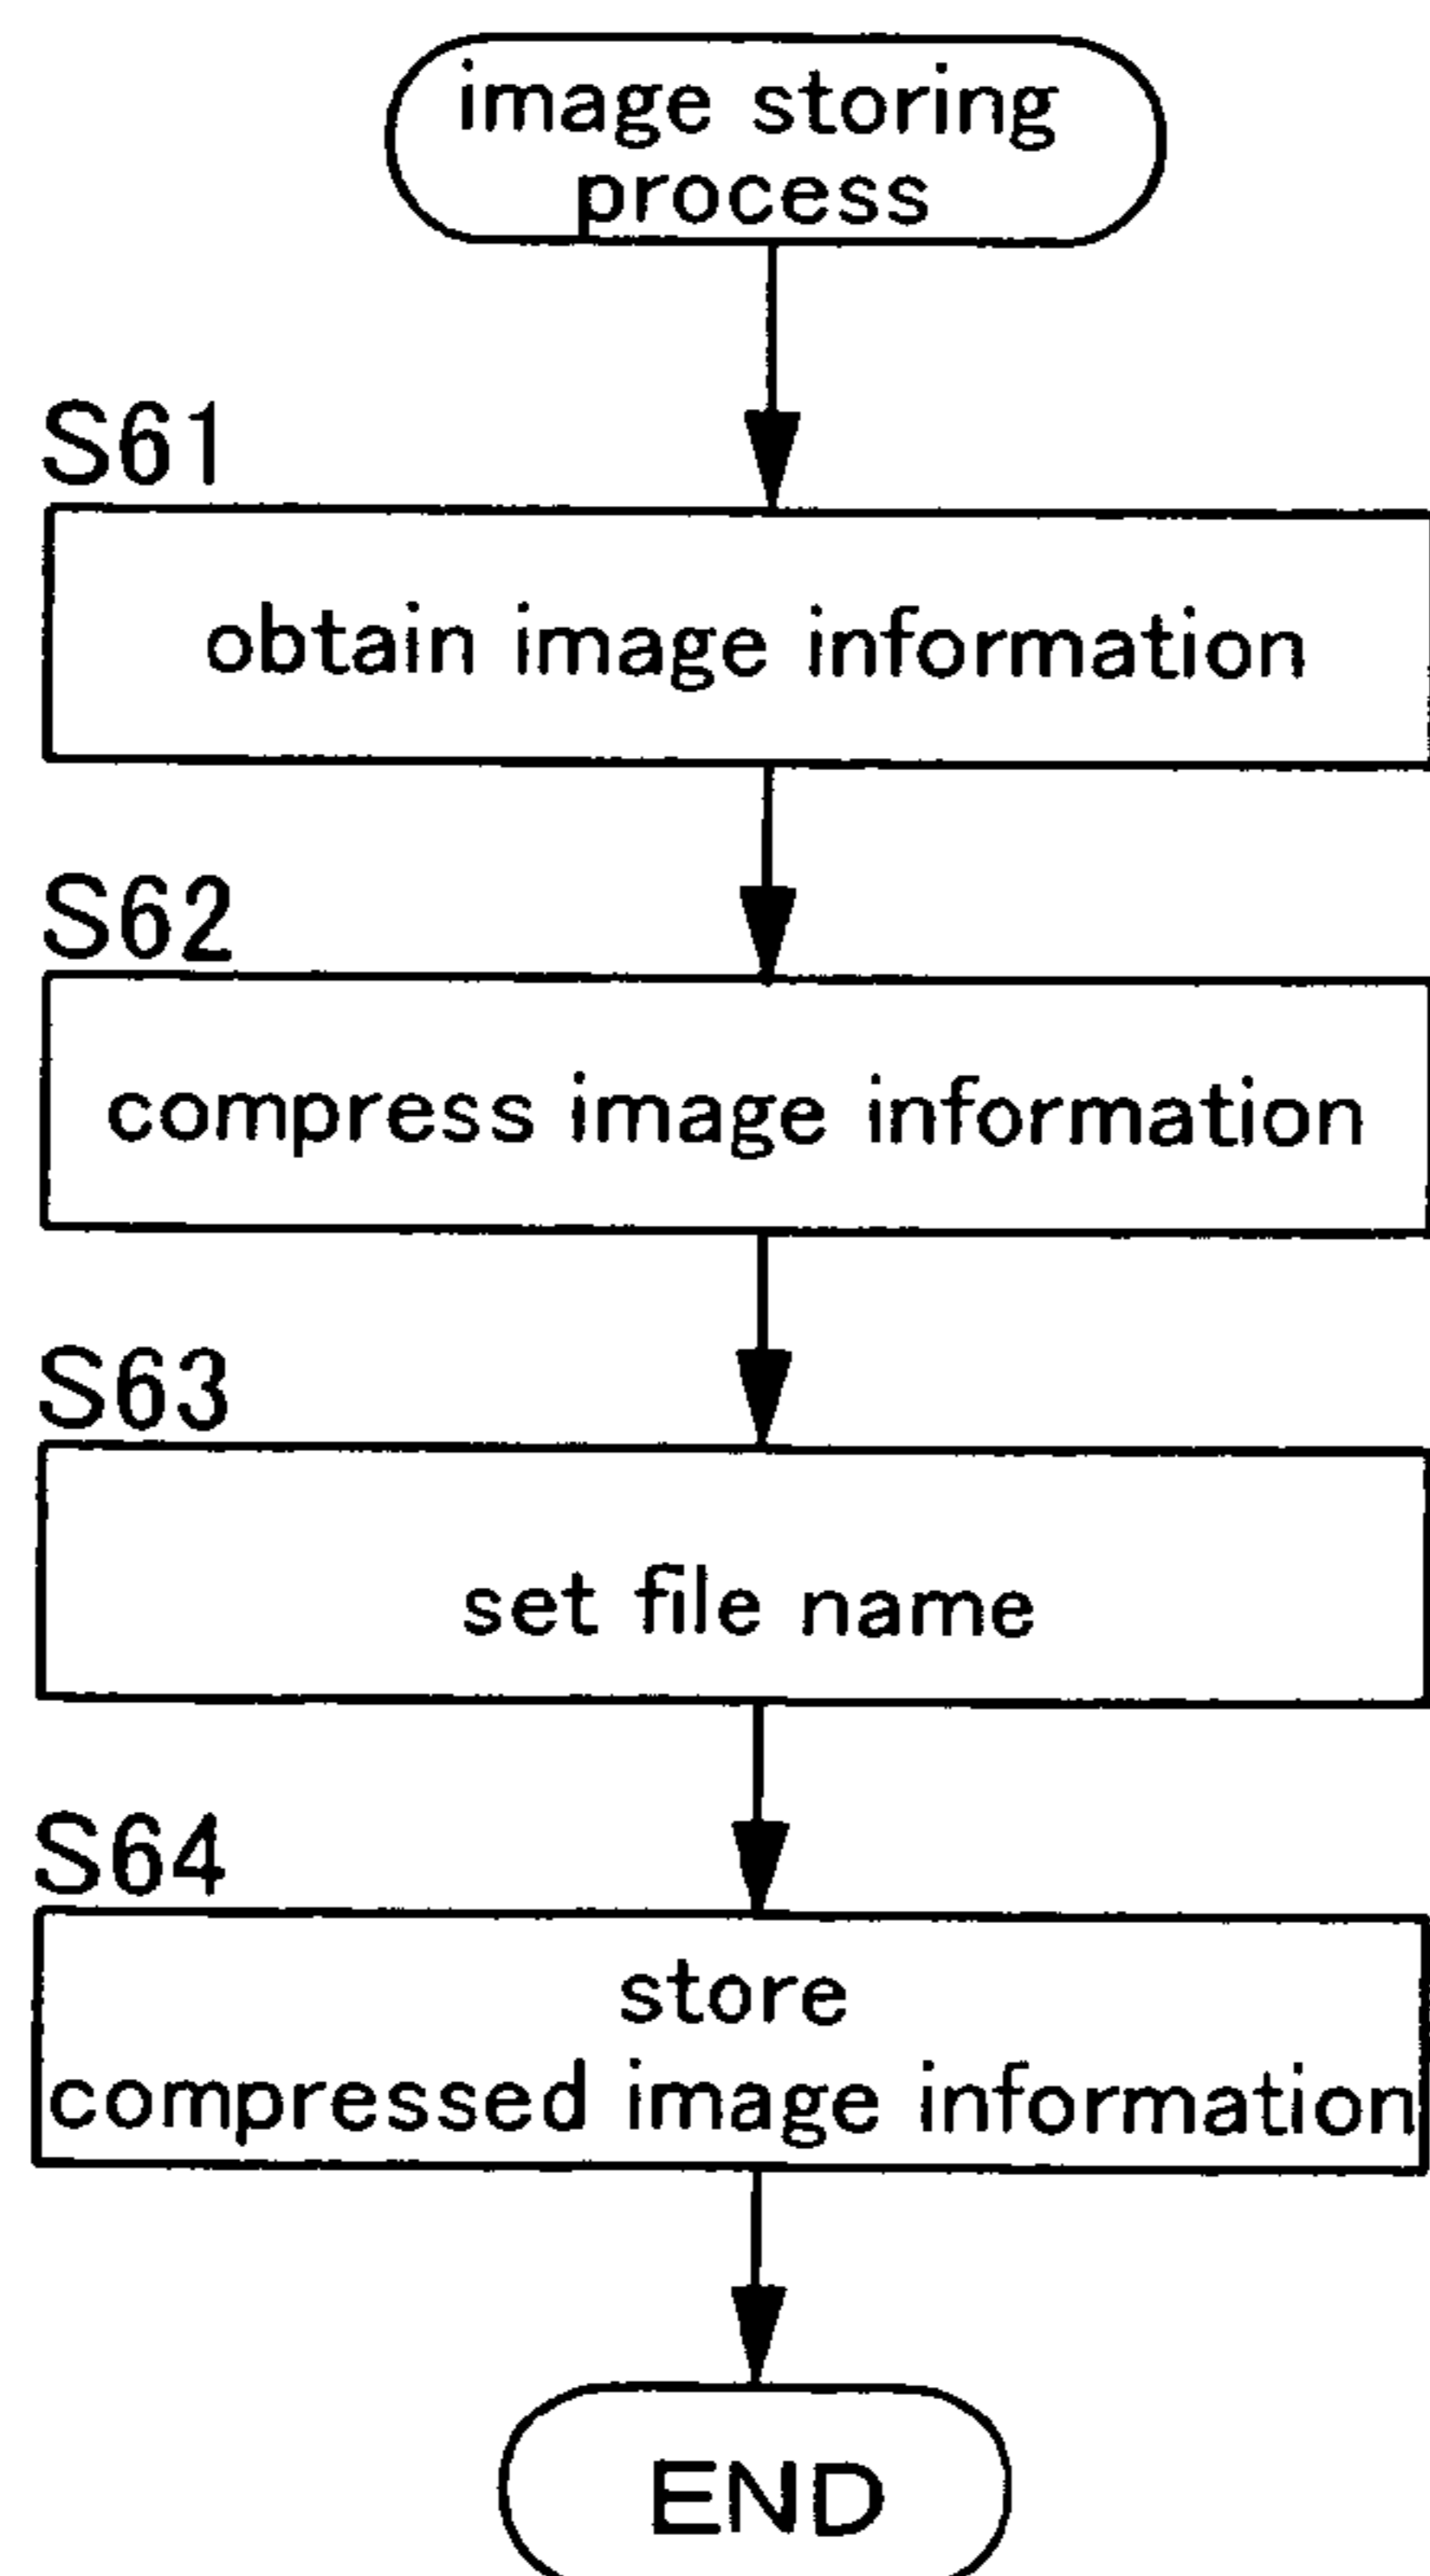 image storing
process
S61
obtain image information
S62
compress image information
S63
set file name
S64
store
compressed image information
END